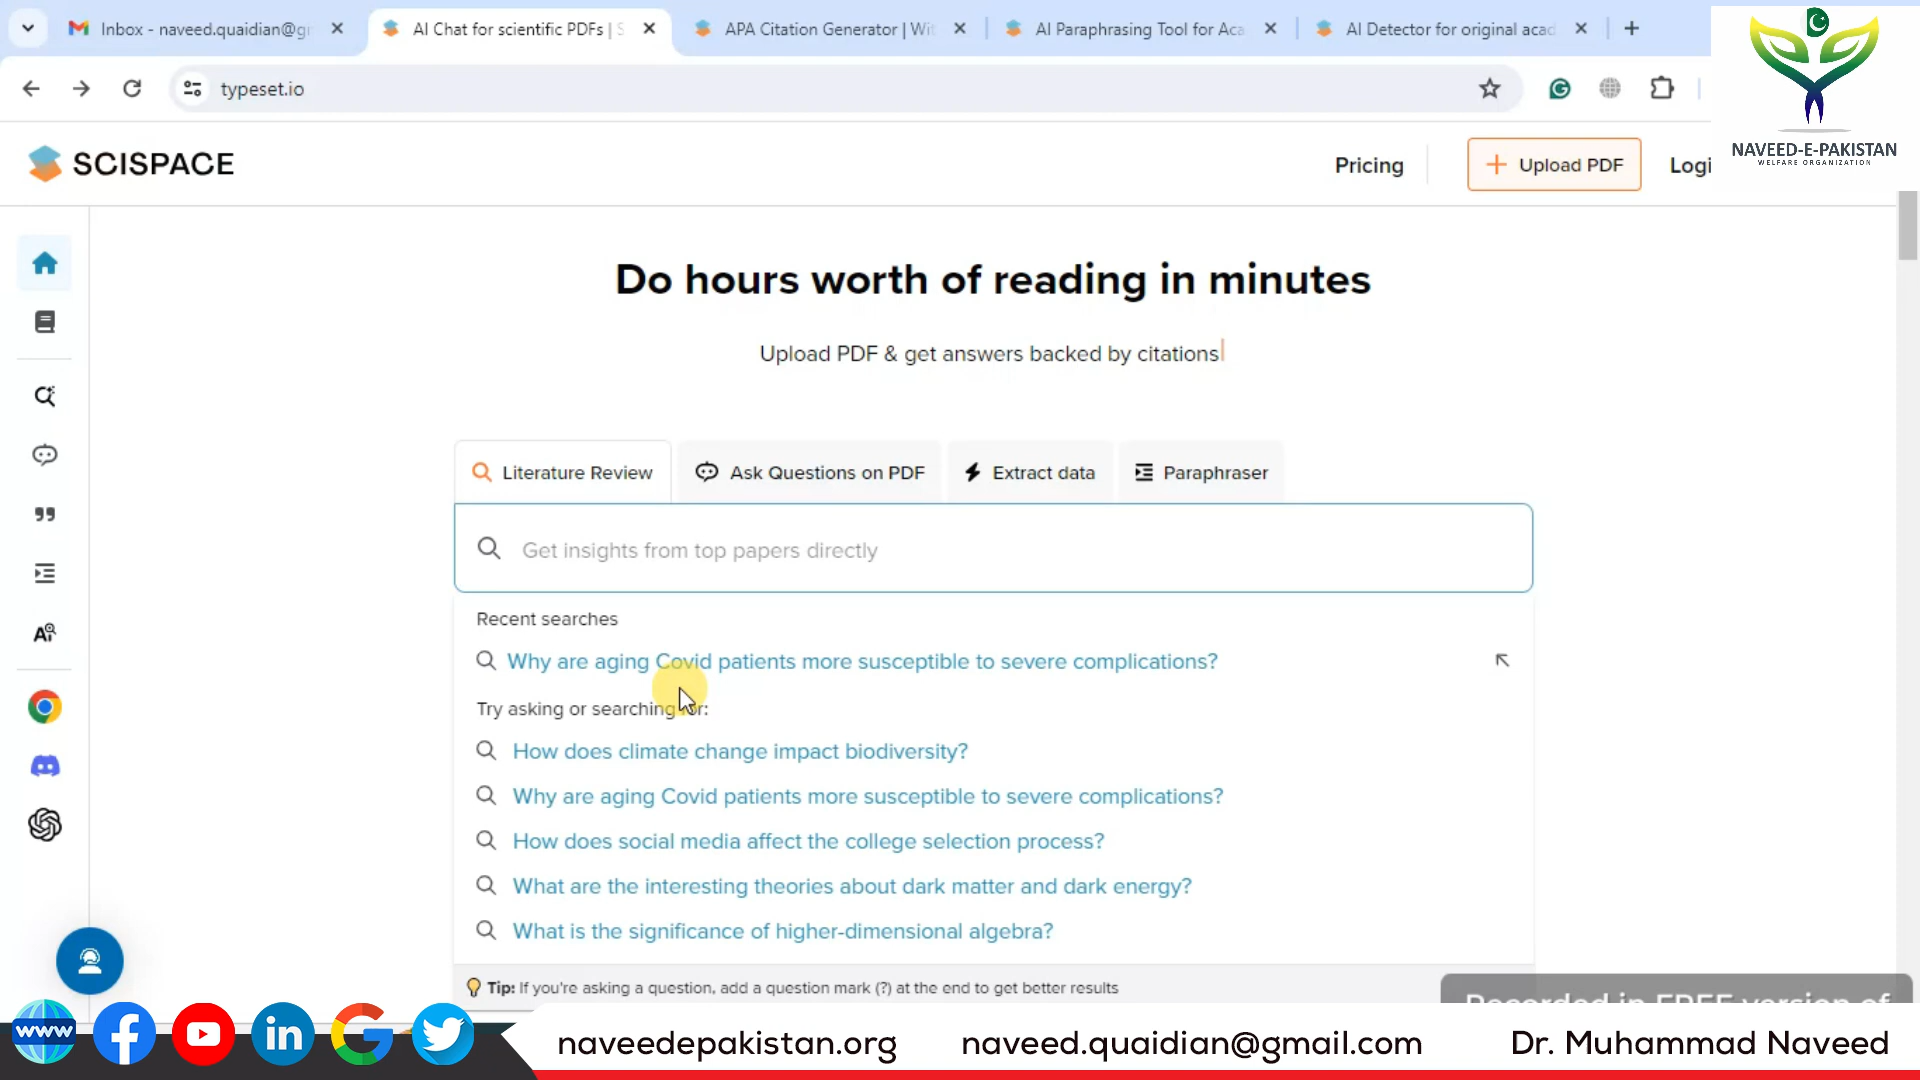 Inbox - naveed.quaidian@g
AI Chat for scientific PDFs | S
APA Citation Generator | Wit
AI Paraphrasing Tool for Aca
AI Detector for original acad
typeset.io
NAVEED-E-PAKISTAN
WELFARE ORGANIZATION
SCISPACE
Pricing
Upload PDF
Logi
Do hours worth of reading in minutes
Upload PDF & get answers backed by citations
Literature Review
Ask Questions on PDF
Extract data
Paraphraser
Get insights from top papers directly
Recent searches
Why are aging Covid patients more susceptible to severe complications?
Try asking or searching for:
How does climate change impact biodiversity?
Why are aging Covid patients more susceptible to severe complications?
How does social media affect the college selection process?
What are the interesting theories about dark matter and dark energy?
What is the significance of higher-dimensional algebra?
Tip: If you're asking a question, add a question mark (?) at the end to get better results
Recorded in FREE version of
www
naveedepakistan.org
naveed.quaidian@gmail.com
Dr. Muhammad Naveed